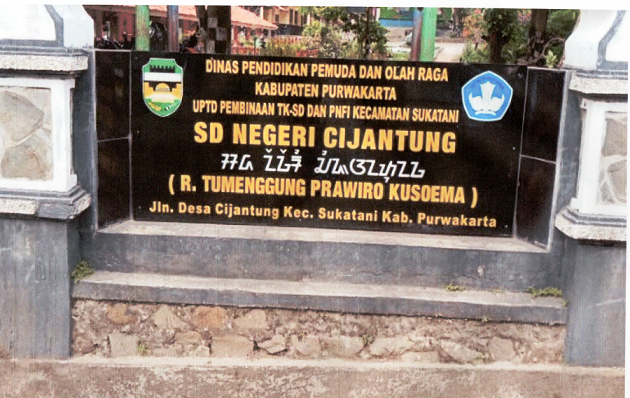 DINAS PENDIDIKAN PEMUDA DAN OLAH RAGA
KABUPATEN PURWAKARTA
UPTD PEMBINAAN TK-SD DAN PNFI KECAMATAN SUKATANI
SD NEGERI CIJANTUNG
( R. TUMENGGUNG PRAWIRO KUSOEMA )
Jln. Desa Cijantung Kec. Sukatani Kab. Purwakarta